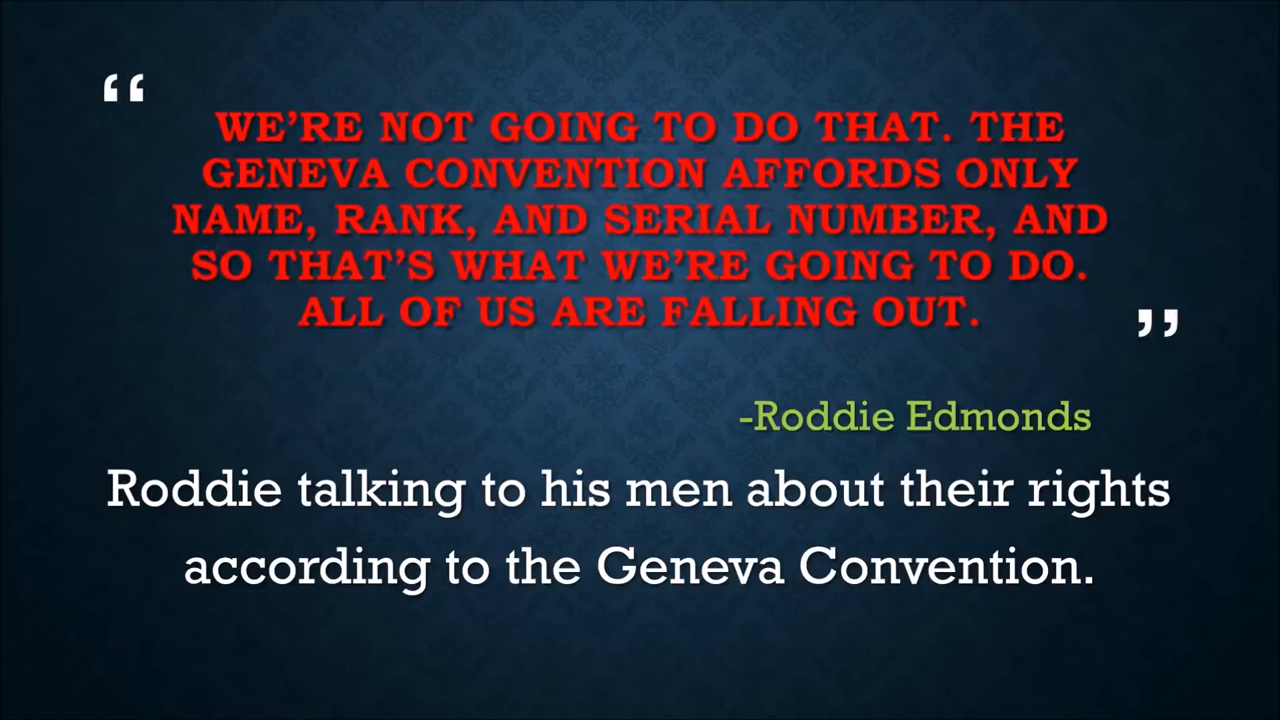 “
WE’RE NOT GOING TO DO THAT. THE
GENEVA CONVENTION AFFORDS ONLY
NAME, RANK, AND SERIAL NUMBER, AND
SO THAT’S WHAT WE’RE GOING TO DO.
ALL OF US ARE FALLING OUT.
”
-Roddie Edmonds
Roddie talking to his men about their rights
according to the Geneva Convention.